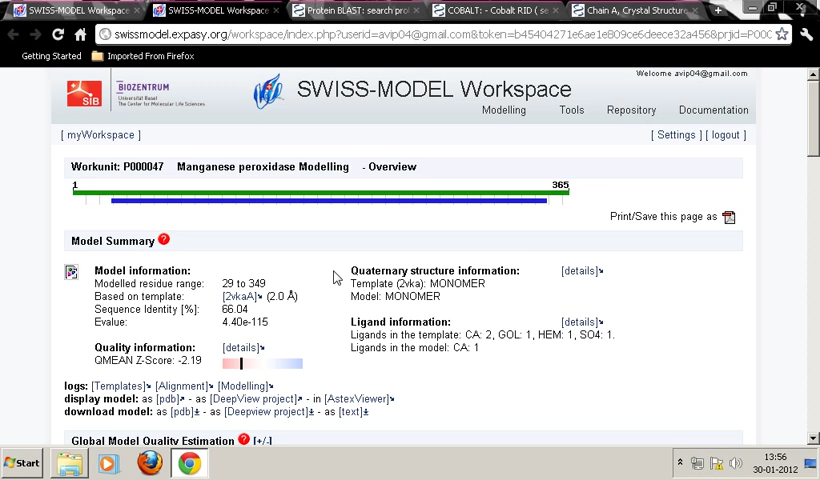 SWISS-MODEL Workspace
SWISS-MODEL Workspace
Protein BLAST: search pro
COBALT: - Cobalt RID ( se
Chain A, Crystal Structure
swissmodel.expasy.org/workspace/index.php?userid=avip04@gmail.com&token=b45404271e6ae1e809ce6deece32a456&prjid=P00C
Getting Started Imported From Firefox
Welcome avip04@gmail.com
SIB
BIOZENTRUM
Universität Basel
The Center for Molecular Life Sciences
SWISS-MODEL Workspace
Modelling Tools Repository Documentation
[ myWorkspace ] [ Settings ] [ logout ]
Workunit: P000047 Manganese peroxidase Modelling - Overview
1 365
Print/Save this page as
Model Summary ?
Model information:
Modelled residue range: 29 to 349
Based on template: [2vkaA] (2.0 Å)
Sequence Identity [%]: 66.04
Evalue: 4.40e-115
Quality information: [details]
QMEAN Z-Score: -2.19
Quaternary structure information: [details]
Template (2vka): MONOMER
Model: MONOMER
Ligand information: [details]
Ligands in the template: CA: 2, GOL: 1, HEM: 1, SO4: 1.
Ligands in the model: CA: 1
logs: [Templates] [Alignment] [Modelling]
display model: as [pdb] - as [DeepView project] - in [AstexViewer]
download model: as [pdb] - as [Deepview project] - as [text]
Global Model Quality Estimation ? [+/-]
Start
13:56
30-01-2012